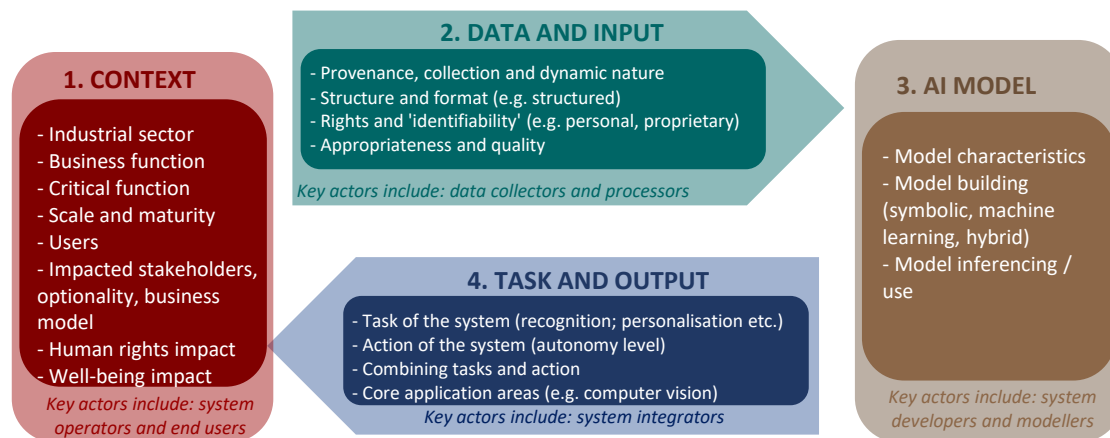 1. CONTEXT
- Industrial sector
- Business function
- Critical function
- Scale and maturity
- Users
- Impacted stakeholders,
optionality, business
model
- Human rights impact
- Well-being impact
Key actors include: system
operators and end users
2. DATA AND INPUT
- Provenance, collection and dynamic nature
- Structure and format (e.g. structured)
- Rights and 'identifiability' (e.g. personal, proprietary)
- Appropriateness and quality
Key actors include: data collectors and processors
3. AI MODEL
- Model characteristics
- Model building
(symbolic, machine
learning, hybrid)
- Model inferencing /
use
Key actors include: system
developers and modellers
4. TASK AND OUTPUT
- Task of the system (recognition; personalisation etc.)
- Action of the system (autonomy level)
- Combining tasks and action
- Core application areas (e.g. computer vision)
Key actors include: system integrators